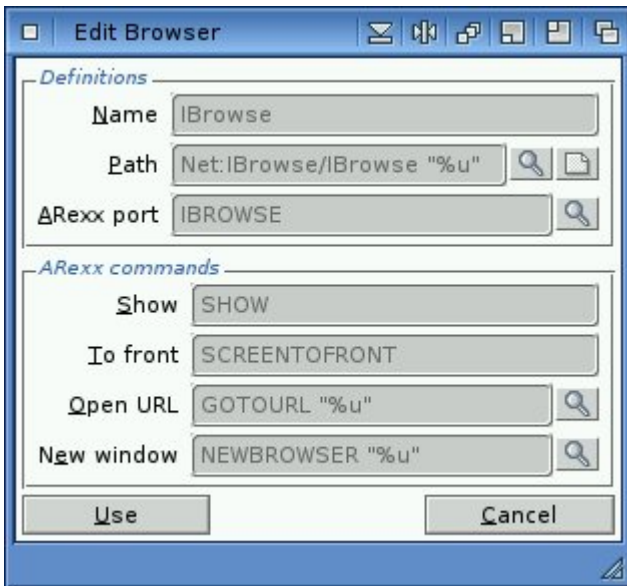 Edit Browser
Definitions
Name IBrowse
Path Net:IBrowse/IBrowse "%u"
ARexx port IBROWSE
ARexx commands
Show SHOW
To front SCREENTOFRONT
Open URL GOTOURL "%u"
New window NEWBROWSER "%u"
Use Cancel